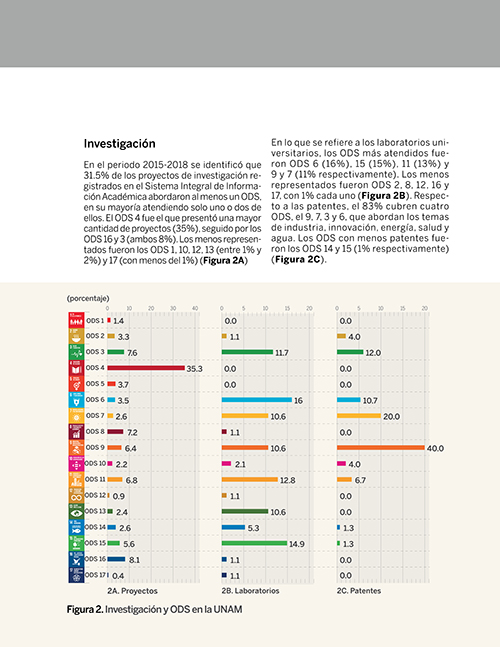 Investigación
En el periodo 2015-2018 se identificó que
31.5% de los proyectos de investigación re-
gistrados en el Sistema Integral de Informa-
ción Académica abordaron al menos un ODS,
en su mayoría atendiendo solo uno o dos de
ellos. El ODS 4 fue el que presentó una mayor
cantidad de proyectos (35%), seguido por los
ODS 16 y 3 (ambos 8%). Los menos represen-
tados fueron los ODS 1, 10, 12, 13 (entre 1% y
2%) y 17 (con menos del 1%) (Figura 2A)
En lo que se refiere a los laboratorios uni-
versitarios, los ODS más atendidos fue-
ron ODS 6 (16%), 15 (15%), 11 (13%) y
9 y 7 (11% respectivamente). Los menos
representados fueron ODS 2, 8, 12, 16 y
17, con 1% cada uno (Figura 2B). Respec-
to a las patentes, el 83% cubren cuatro
ODS, el 9, 7, 3 y 6, que abordan los temas
de industria, innovación, energía, salud y
agua. Los ODS con menos patentes fue-
ron los ODS 14 y 15 (1% respectivamente)
(Figura 2C).
(porcentaje)
0 10 20 30 40 0 5 10 15 20 0 5 10 15 20
ODS 1 1.4 0.0 0.0
ODS 2 3.3 1.1 4.0
ODS 3 7.6 11.7 12.0
ODS 4 35.3 0.0 0.0
ODS 5 3.7 0.0 0.0
ODS 6 3.5 16 10.7
ODS 7 2.6 10.6 20.0
ODS 8 7.2 1.1 0.0
ODS 9 6.4 10.6 40.0
ODS 10 2.2 2.1 4.0
ODS 11 6.8 12.8 6.7
ODS 12 0.9 1.1 0.0
ODS 13 2.4 10.6 0.0
ODS 14 2.6 5.3 1.3
ODS 15 5.6 14.9 1.3
ODS 16 8.1 1.1 0.0
ODS 17 0.4 1.1 0.0
2A. Proyectos 2B. Laboratorios 2C. Patentes
Figura 2. Investigación y ODS en la UNAM